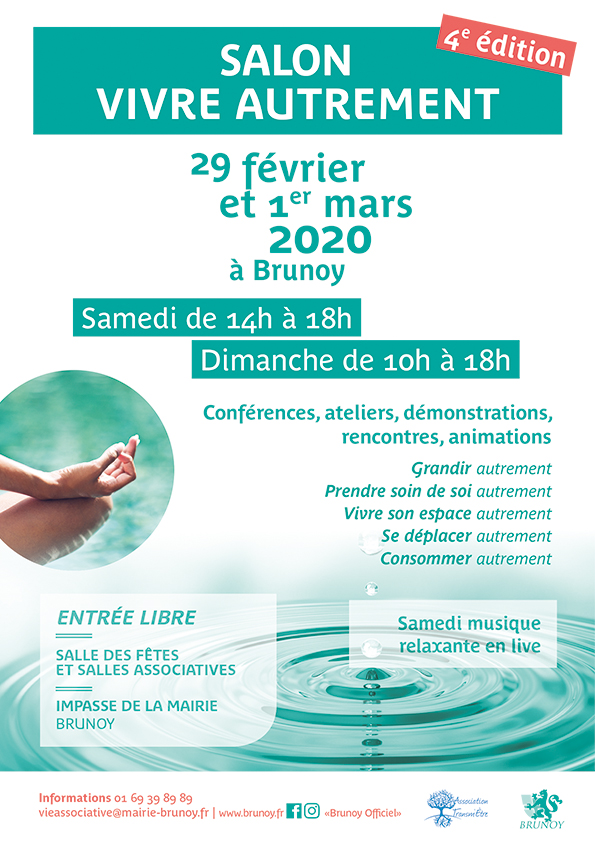 4e édition
SALON
VIVRE AUTREMENT
29 février
et 1er mars
2020
à Brunoy
Samedi de 14h à 18h
Dimanche de 10h à 18h
Conférences, ateliers, démonstrations,
rencontres, animations
Grandir autrement
Prendre soin de soi autrement
Vivre son espace autrement
Se déplacer autrement
Consommer autrement
ENTRÉE LIBRE
SALLE DES FÊTES
ET SALLES ASSOCIATIVES
IMPASSE DE LA MAIRIE
BRUNOY
Samedi musique
relaxante en live
Informations 01 69 39 89 89
vieassociative@mairie-brunoy.fr | www.brunoy.fr «Brunoy Officiel»
Association
Transm'Être
BRUNOY